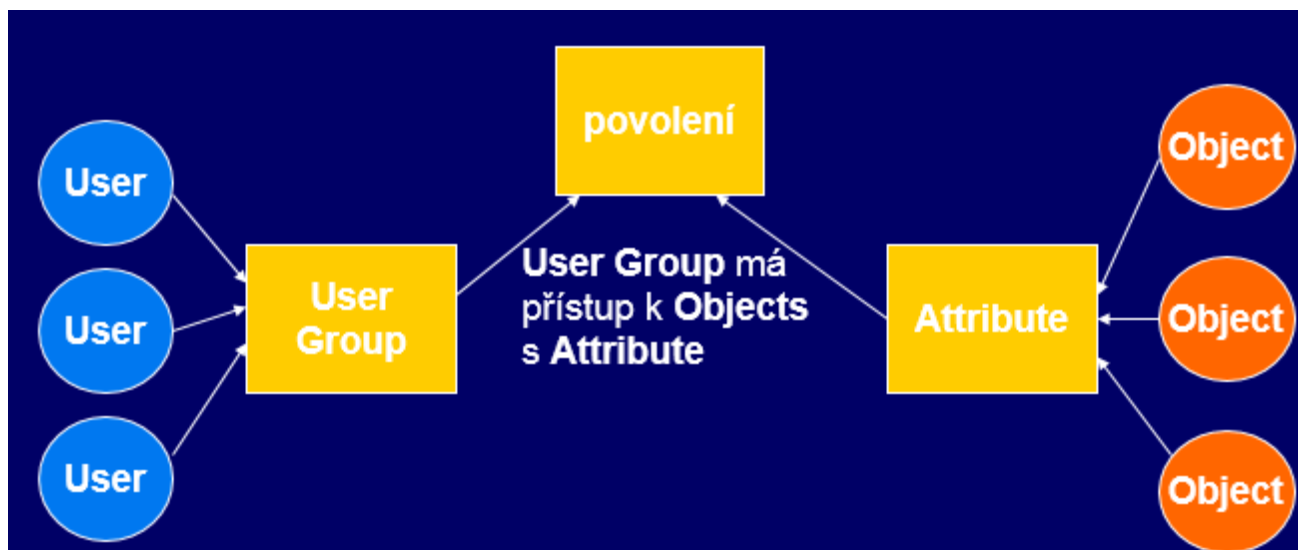 povolení
User
User
User
User
Group
User Group má
přístup k Objects
s Attribute
Attribute
Object
Object
Object